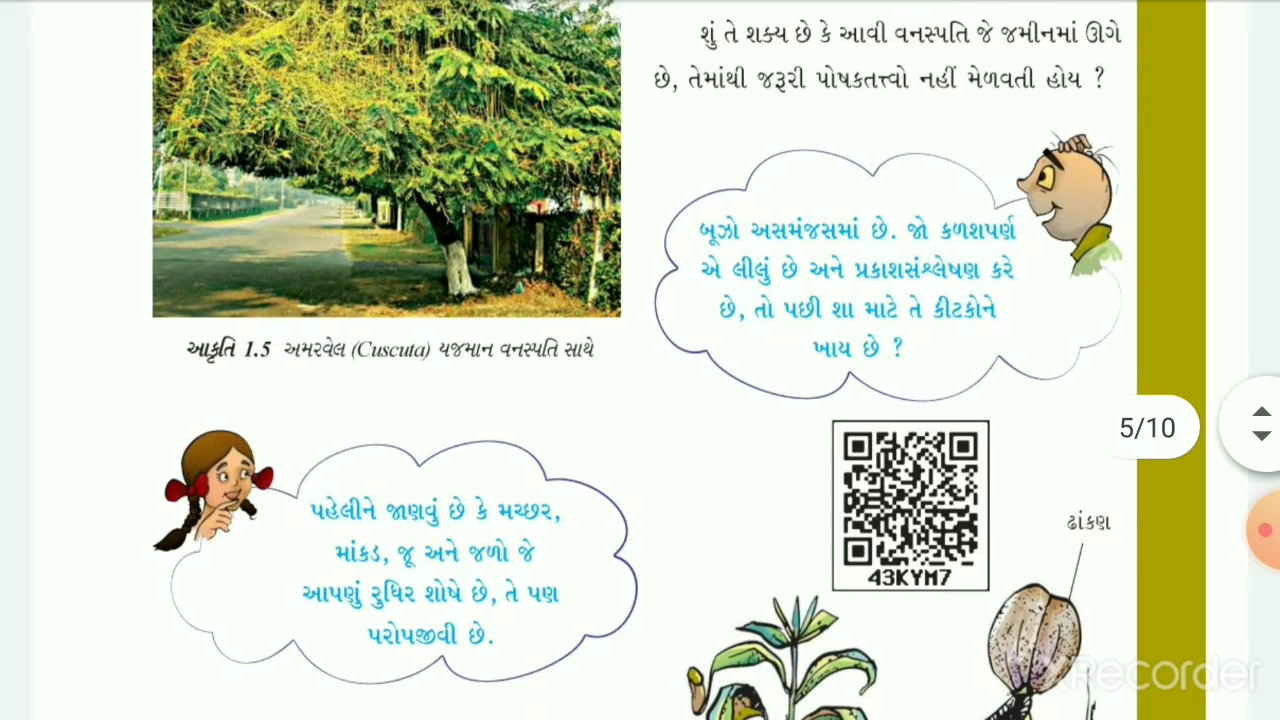 શું તે શક્ય છે કે આવી વનસ્પતિ જે જમીનમાં ઊગે
છે, તેમાંથી જરૂરી પોષકતત્ત્વો નહીં મેળવતી હોય ?
બૂઝો અસમંજસમાં છે. જો કળશપર્ણ
એ લીલું છે અને પ્રકાશસંશ્લેષણ કરે
છે, તો પછી શા માટે તે કીટકોને
ખાય છે ?
આકૃતિ 1.5 અમરવેલ (Cuscuta) યજમાન વનસ્પતિ સાથે
5/10
પહેલીને જાણવું છે કે મચ્છર,
માંકડ, જૂ અને જળો જે
આપણું રુધિર શોષે છે, તે પણ
પરોપજીવી છે.
43KYM7
ઢાંકણ
Recorder